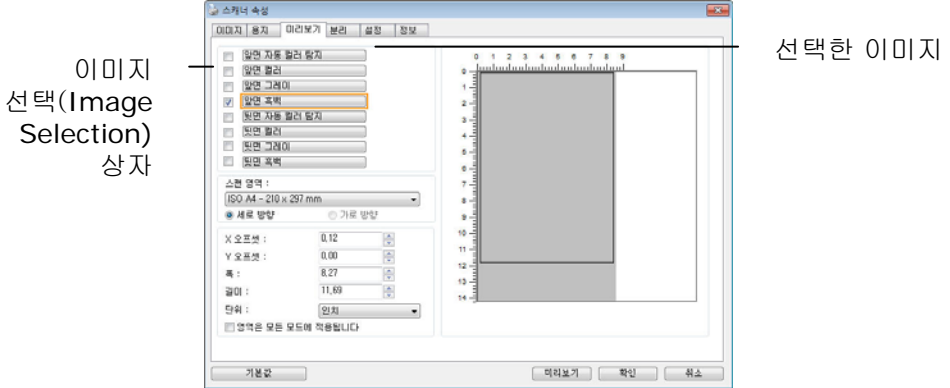 스캐너 속성
이미지 용지 미리보기 분리 설정 정보
앞면 자동 컬러 탐지
앞면 컬러
앞면 그레이
앞면 흑백
뒷면 자동 컬러 탐지
뒷면 컬러
뒷면 그레이
뒷면 흑백
스캔 영역 :
ISO A4 - 210 x 297 mm
세로 방향 가로 방향
X 오프셋 : 0,12
Y 오프셋 : 0,00
폭 : 8,27
길이 : 11,69
단위 : 인치
영역은 모든 모드에 적용됩니다
0 1 2 3 4 5 6 7 8 9
0
1
2
3
4
5
6
7
8
9
10
11
12
13
14
기본값 미리보기 확인 취소
이미지
선택(Image
Selection)
상자
선택한 이미지